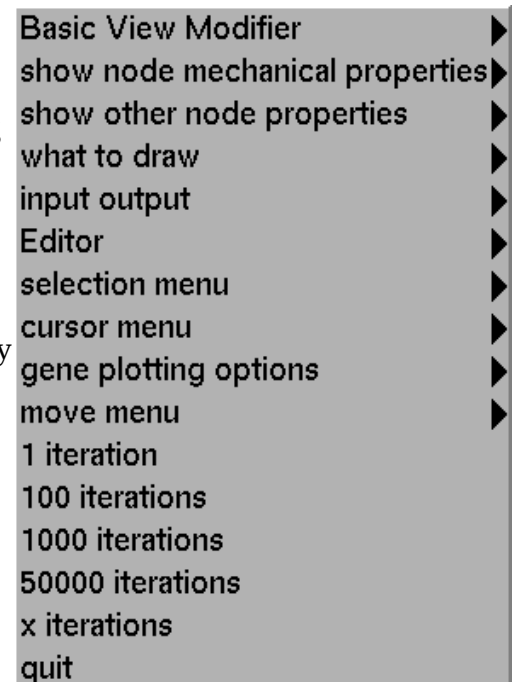 Basic View Modifier
show node mechanical properties
show other node properties
what to draw
input output
Editor
selection menu
cursor menu
y
gene plotting options
move menu
1 iteration
100 iterations
1000 iterations
50000 iterations
x iterations
quit